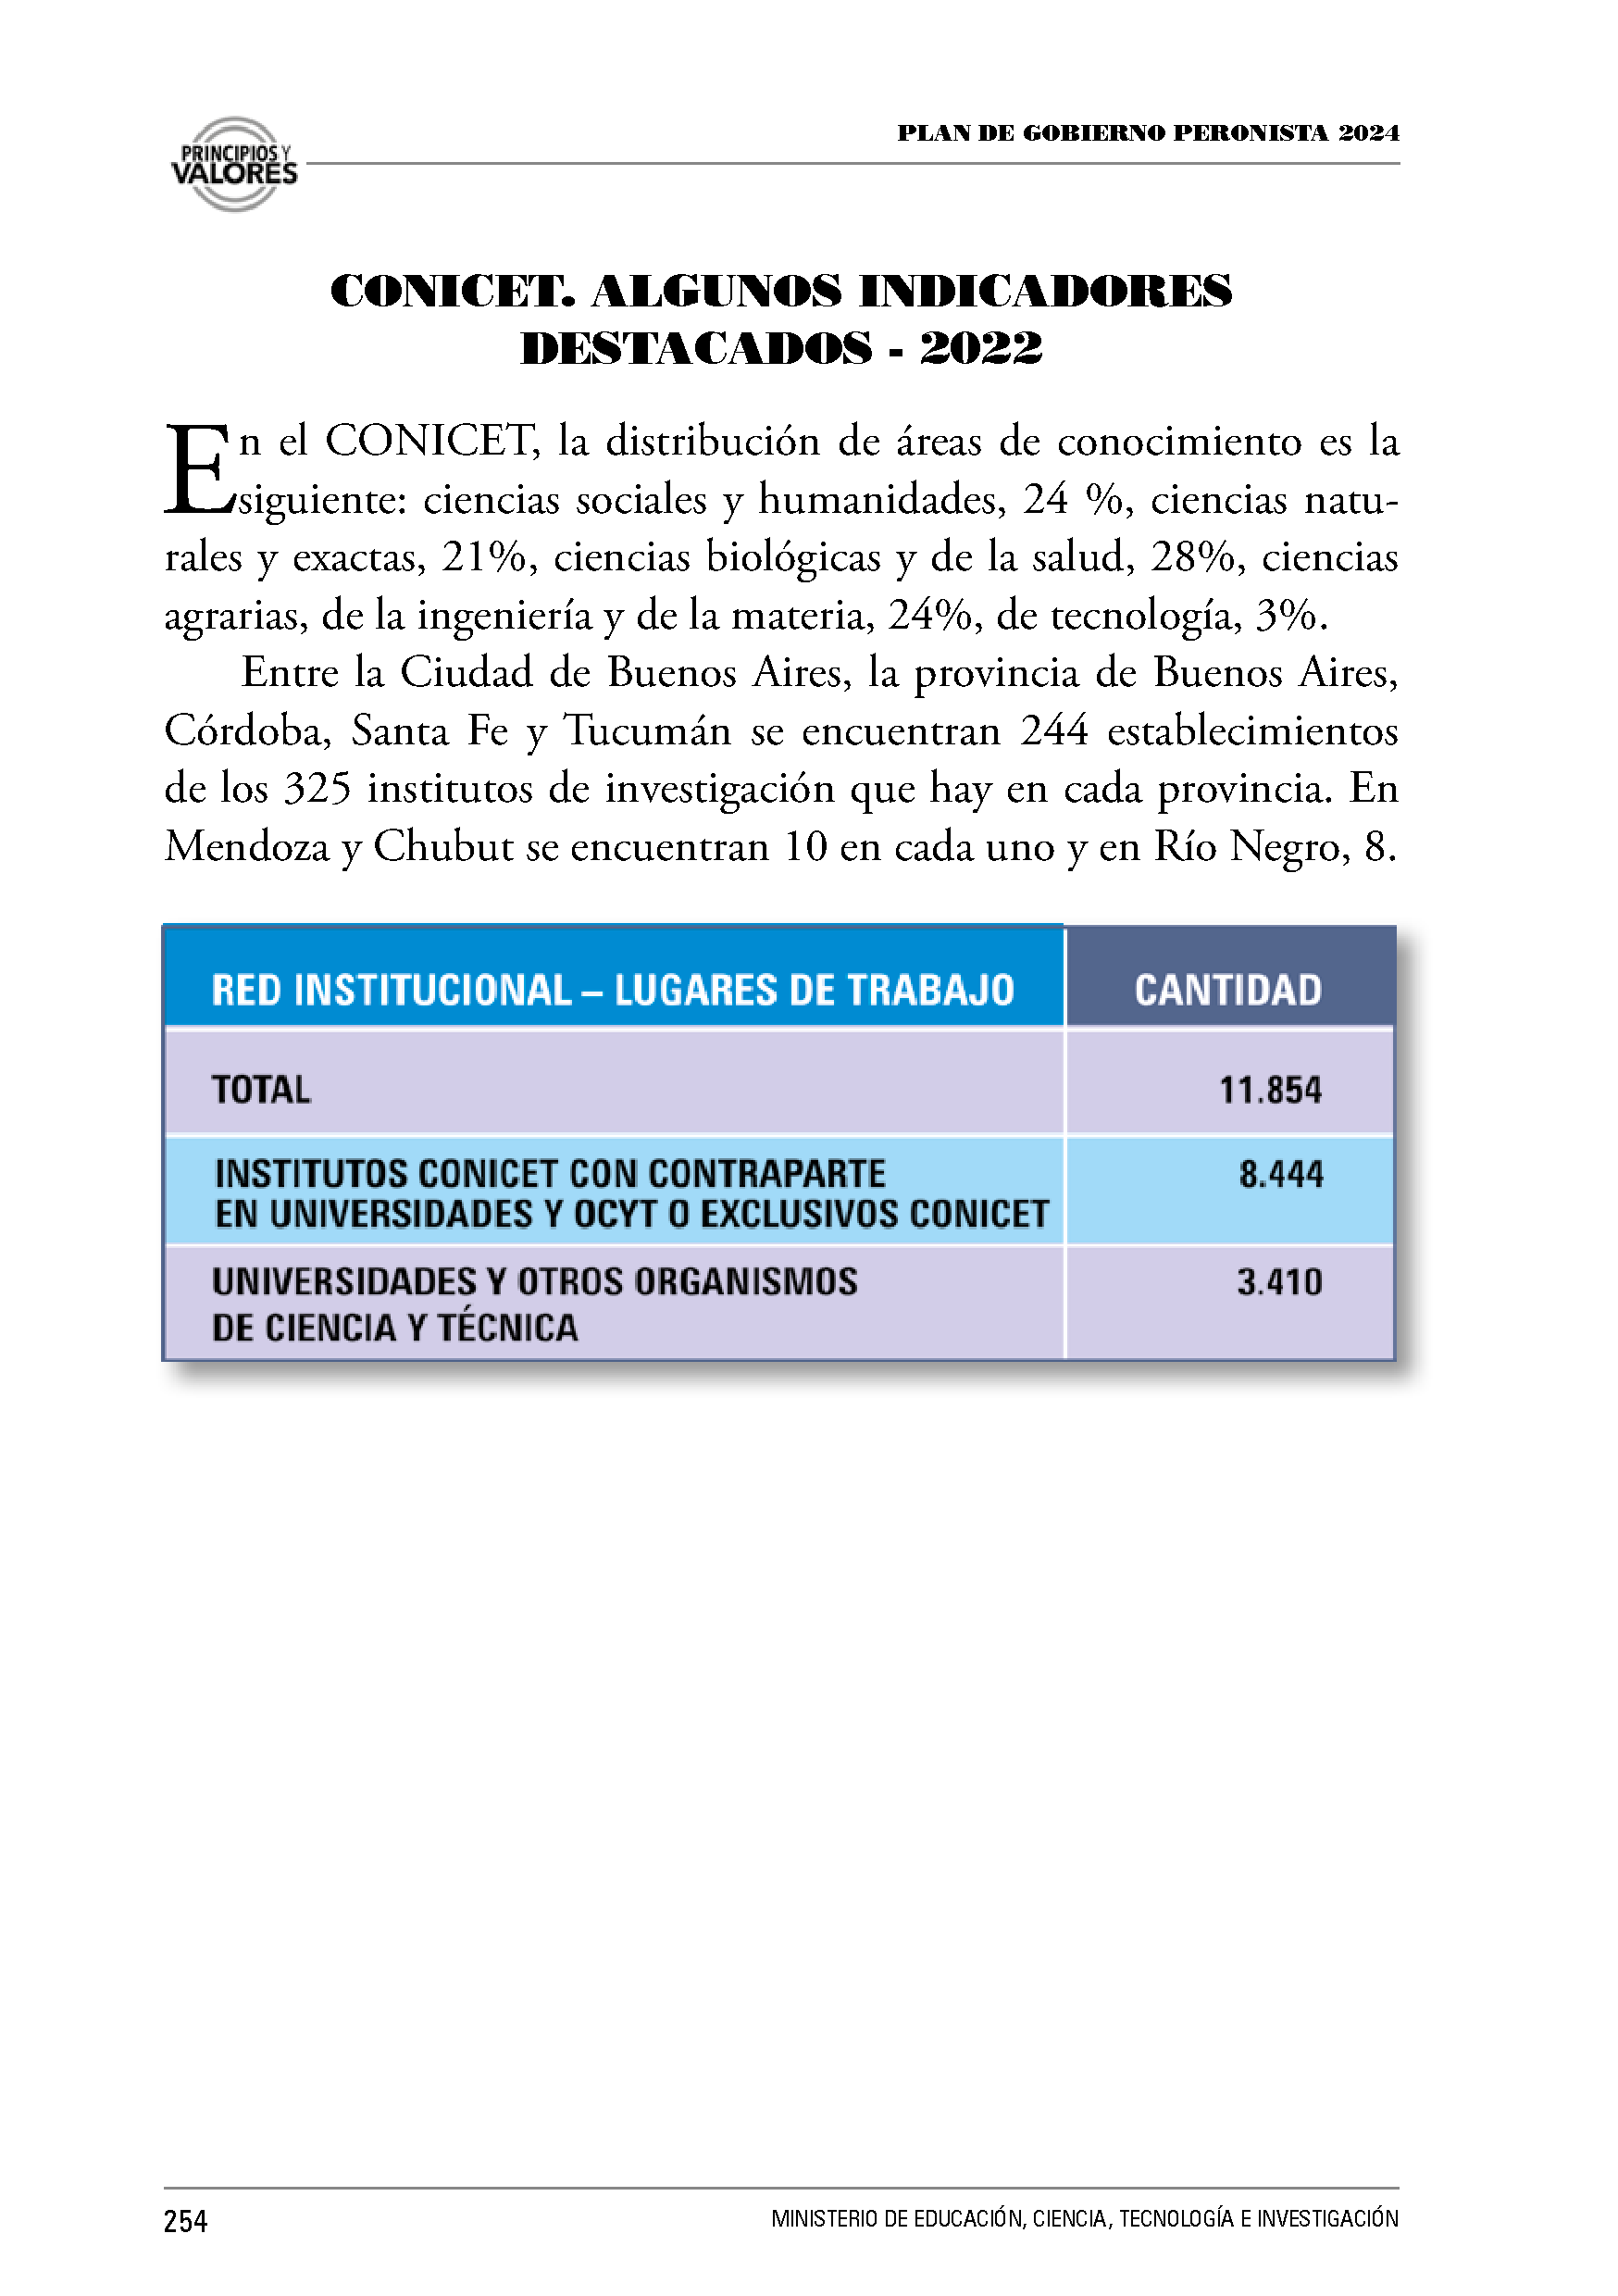 PRINCIPIOS Y
VALORES
PLAN DE GOBIERNO PERONISTA 2024
CONICET. ALGUNOS INDICADORES
DESTACADOS - 2022
En el CONICET, la distribución de áreas de conocimiento es la
siguiente: ciencias sociales y humanidades, 24 %, ciencias natu-
rales y exactas, 21%, ciencias biológicas y de la salud, 28%, ciencias
agrarias, de la ingeniería y de la materia, 24%, de tecnología, 3%.
Entre la Ciudad de Buenos Aires, la provincia de Buenos Aires,
Córdoba, Santa Fe y Tucumán se encuentran 244 establecimientos
de los 325 institutos de investigación que hay en cada provincia. En
Mendoza y Chubut se encuentran 10 en cada uno y en Río Negro, 8.
RED INSTITUCIONAL – LUGARES DE TRABAJO CANTIDAD
TOTAL 11.854
INSTITUTOS CONICET CON CONTRAPARTE 8.444
EN UNIVERSIDADES Y OCYT O EXCLUSIVOS CONICET
UNIVERSIDADES Y OTROS ORGANISMOS 3.410
DE CIENCIA Y TÉCNICA
254 MINISTERIO DE EDUCACIÓN, CIENCIA, TECNOLOGÍA E INVESTIGACIÓN